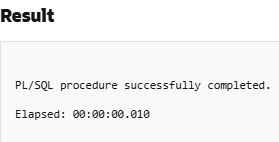 Result
PL/SQL procedure successfully completed.
Elapsed: 00:00:00.010